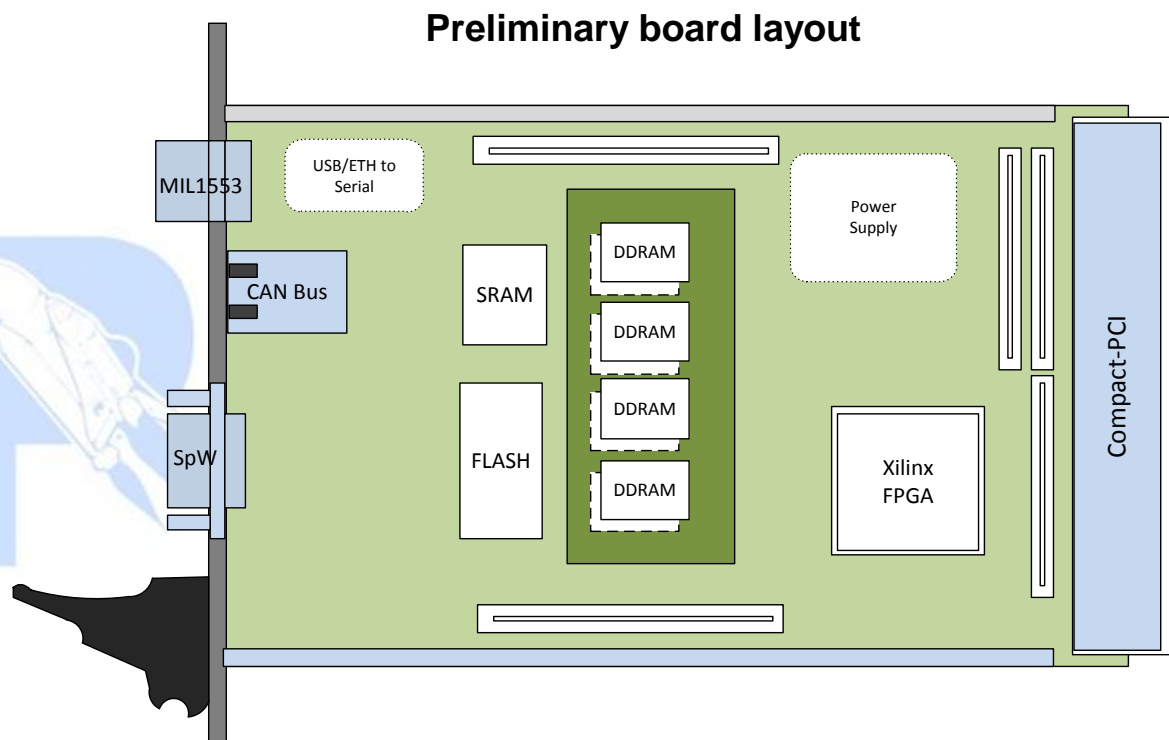 Preliminary board layout
MIL1553
USB/ETH to
Serial
Power
Supply
CAN Bus
SRAM
DDRAM
DDRAM
DDRAM
DDRAM
SpW
FLASH
Xilinx
FPGA
Compact-PCI